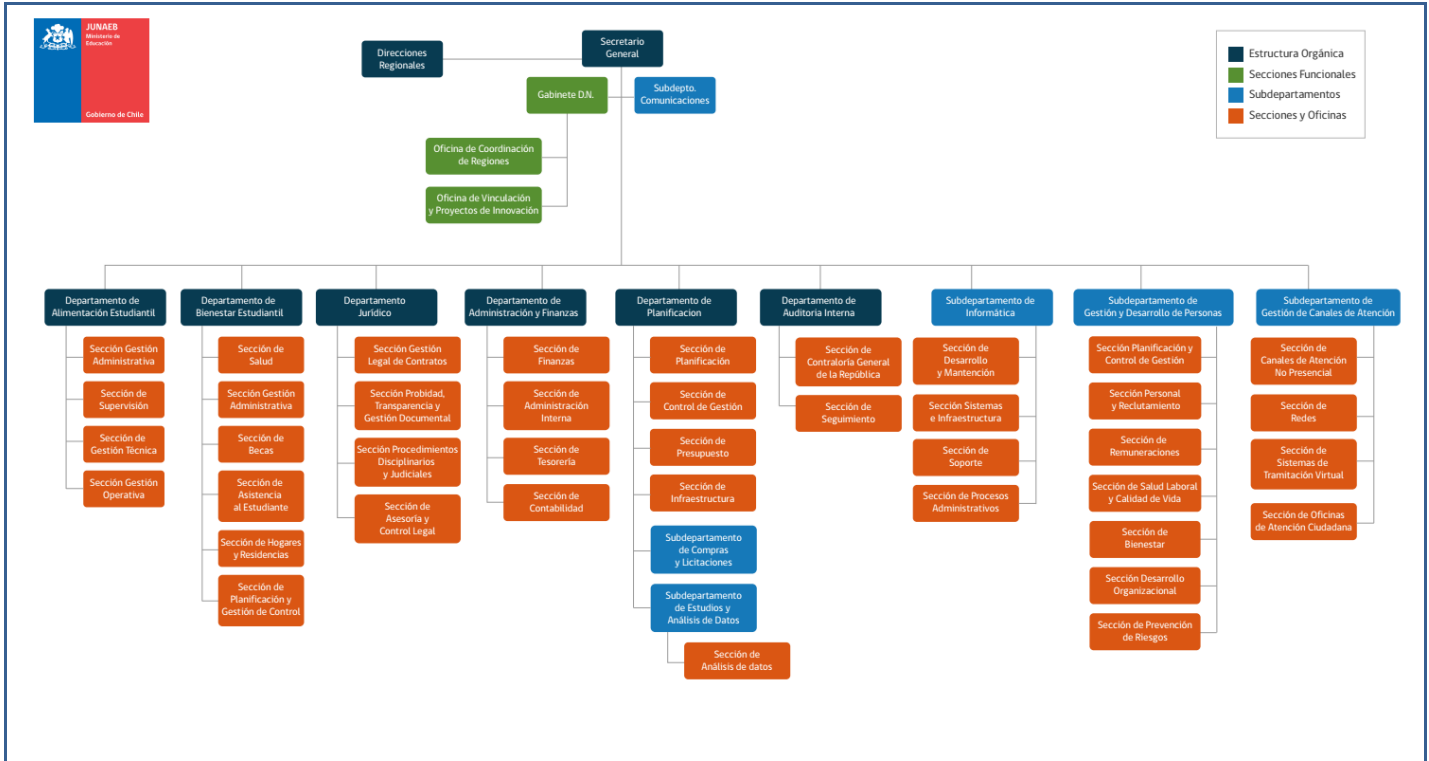 JUNAEB
Ministerio de
Educación
Gobierno de Chile
Direcciones
Regionales
Secretario
General
Gabinete D.N.
Subdepto.
Comunicaciones
Oficina de Coordinación
de Regiones
Oficina de Vinculación
y Proyectos de Innovación
Estructura Orgánica
Secciones Funcionales
Subdepartamentos
Secciones y Oficinas
Departamento de
Alimentación Estudiantil
Sección Gestión
Administrativa
Sección de
Supervisión
Sección de
Gestión Técnica
Sección Gestión
Operativa
Departamento de
Bienestar Estudiantil
Sección de
Salud
Sección Gestión
Administrativa
Sección de
Becas
Sección de
Asistencia
al Estudiante
Sección de Hogares
y Residencias
Sección de
Planificación y
Gestión de Control
Departamento
Jurídico
Sección Gestión
Legal de Contratos
Sección Probidad,
Transparencia y
Gestión Documental
Sección Procedimientos
Disciplinarios
y Judiciales
Sección de
Asesoría y
Control Legal
Departamento de
Administración y Finanzas
Sección de
Finanzas
Sección de
Administración
Interna
Sección de
Tesorería
Sección de
Contabilidad
Departamento de
Planificacion
Sección de
Planificación
Sección de
Control de Gestión
Sección de
Presupuesto
Sección de
Infraestructura
Subdepartamento
de Compras
y Licitaciones
Subdepartamento
de Estudios y
Análisis de Datos
Sección de
Análisis de datos
Departamento de
Auditoria Interna
Sección de
Contraloría General
de la República
Sección de
Seguimiento
Subdepartamento de
Informática
Sección de
Desarrollo
y Mantención
Sección Sistemas
e Infraestructura
Sección de
Soporte
Sección de Procesos
Administrativos
Subdepartamento de
Gestión y Desarrollo de Personas
Sección Planificación y
Control de Gestión
Sección Personal
y Reclutamiento
Sección de
Remuneraciones
Sección de Salud Laboral
y Calidad de Vida
Sección de
Bienestar
Sección Desarrollo
Organizacional
Sección de Prevención
de Riesgos
Subdepartamento de
Gestión de Canales de Atención
Sección de
Canales de Atención
No Presencial
Sección de
Redes
Sección de
Sistemas de
Tramitación Virtual
Sección de Oficinas
de Atención Ciudadana